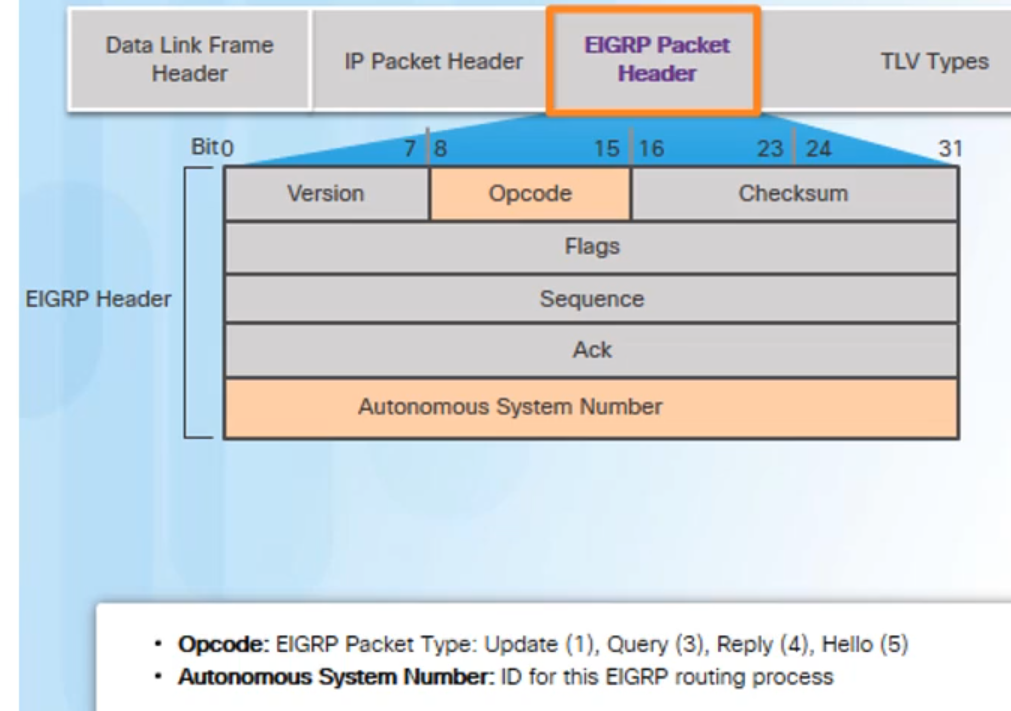 Data Link Frame Header
IP Packet Header
EIGRP Packet Header
TLV Types
Bit 0 7 8 15 16 23 24 31
Version Opcode Checksum
Flags
EIGRP Header
Sequence
Ack
Autonomous System Number
• Opcode: EIGRP Packet Type: Update (1), Query (3), Reply (4), Hello (5)
• Autonomous System Number: ID for this EIGRP routing process